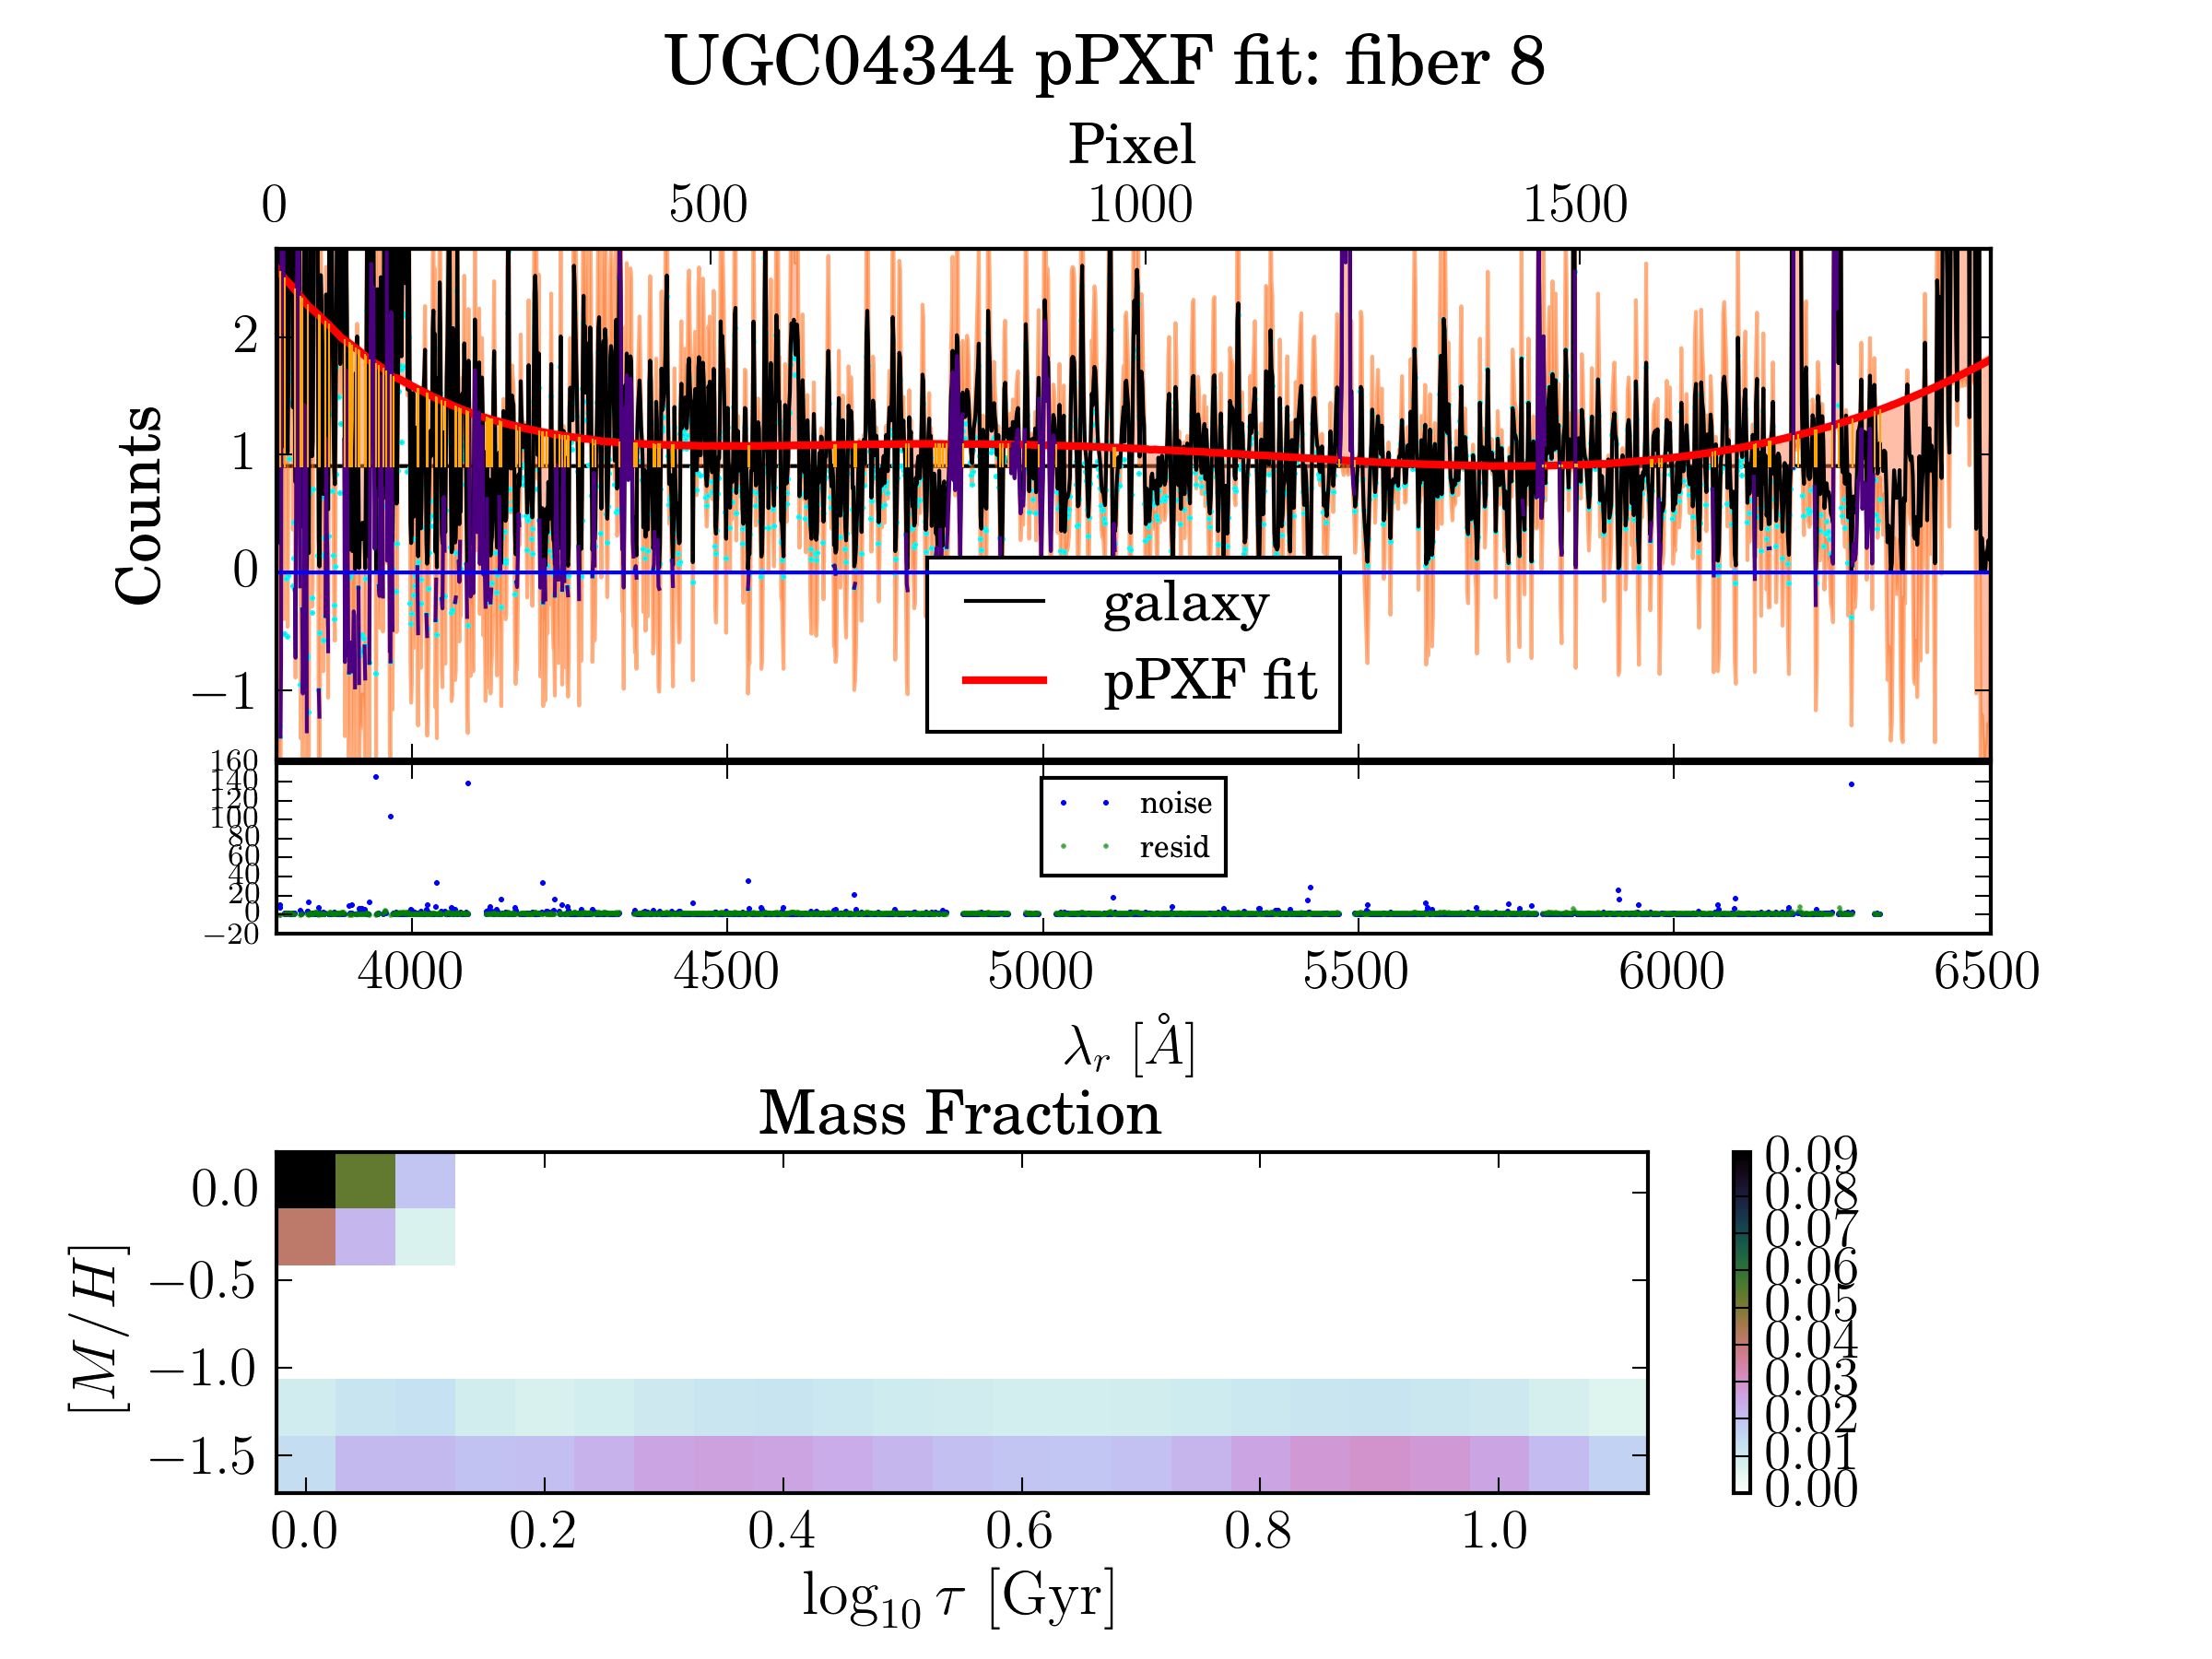 UGC04344 pPXF fit: fiber 8
Pixel
0 500 1000 1500
Counts
2
1
0
−1
galaxy
pPXF fit
160
140
120
100
80
60
40
20
0
−20
noise
resid
4000 4500 5000 5500 6000 6500
λr [Å]
Mass Fraction
[M/H]
0.0
−0.5
−1.0
−1.5
0.0 0.2 0.4 0.6 0.8 1.0
log10 τ [Gyr]
0.09
0.08
0.07
0.06
0.05
0.04
0.03
0.02
0.01
0.00